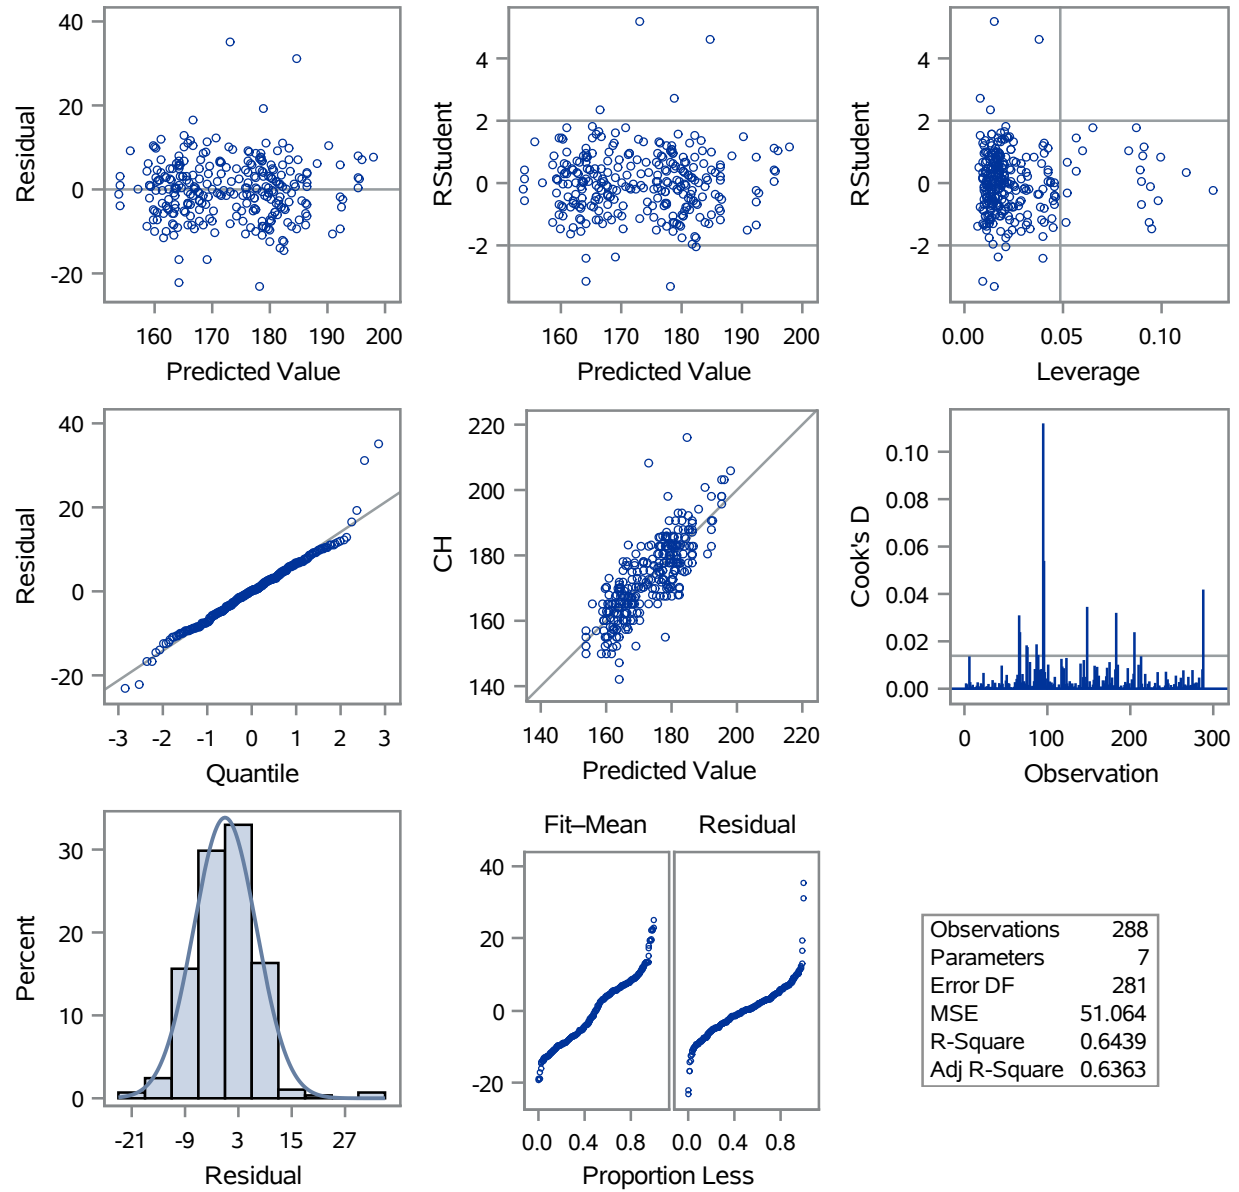 40
20
0
-20
Residual
160 170 180 190 200
Predicted Value
4
2
0
-2
RStudent
160 170 180 190 200
Predicted Value
4
2
0
-2
RStudent
0.00 0.05 0.10
Leverage
40
20
0
-20
Residual
-3 -2 -1 0 1 2 3
Quantile
220
200
180
160
140
CH
140 160 180 200 220
Predicted Value
0.10
0.08
0.06
0.04
0.02
0.00
Cook's D
0 100 200 300
Observation
30
20
10
0
Percent
-21 -9 3 15 27
Residual
Fit–Mean Residual
40
20
0
-20
0.0 0.4 0.8 0.0 0.4 0.8
Proportion Less
Observations 288
Parameters 7
Error DF 281
MSE 51.064
R-Square 0.6439
Adj R-Square 0.6363